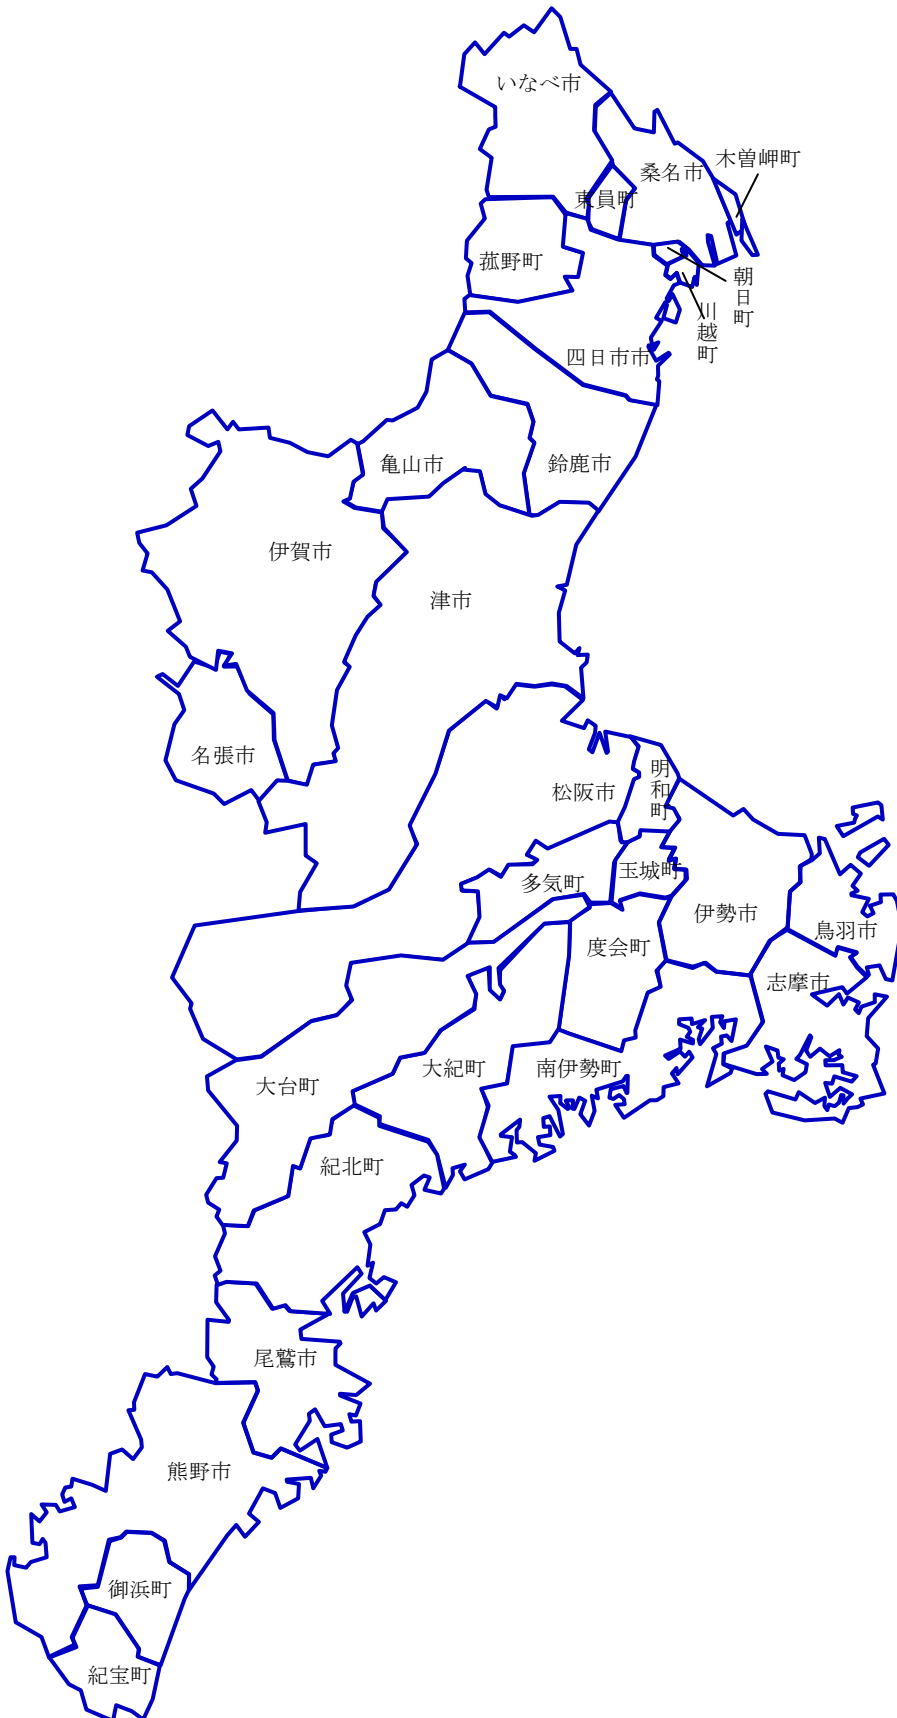 いなべ市
木曽岬町
桑名市
東員町
菰野町
朝日町
川越町
四日市市
亀山市
鈴鹿市
伊賀市
津市
名張市
松阪市
明和町
多気町
玉城町
伊勢市
鳥羽市
度会町
志摩市
大紀町
南伊勢町
大台町
紀北町
尾鷲市
熊野市
御浜町
紀宝町